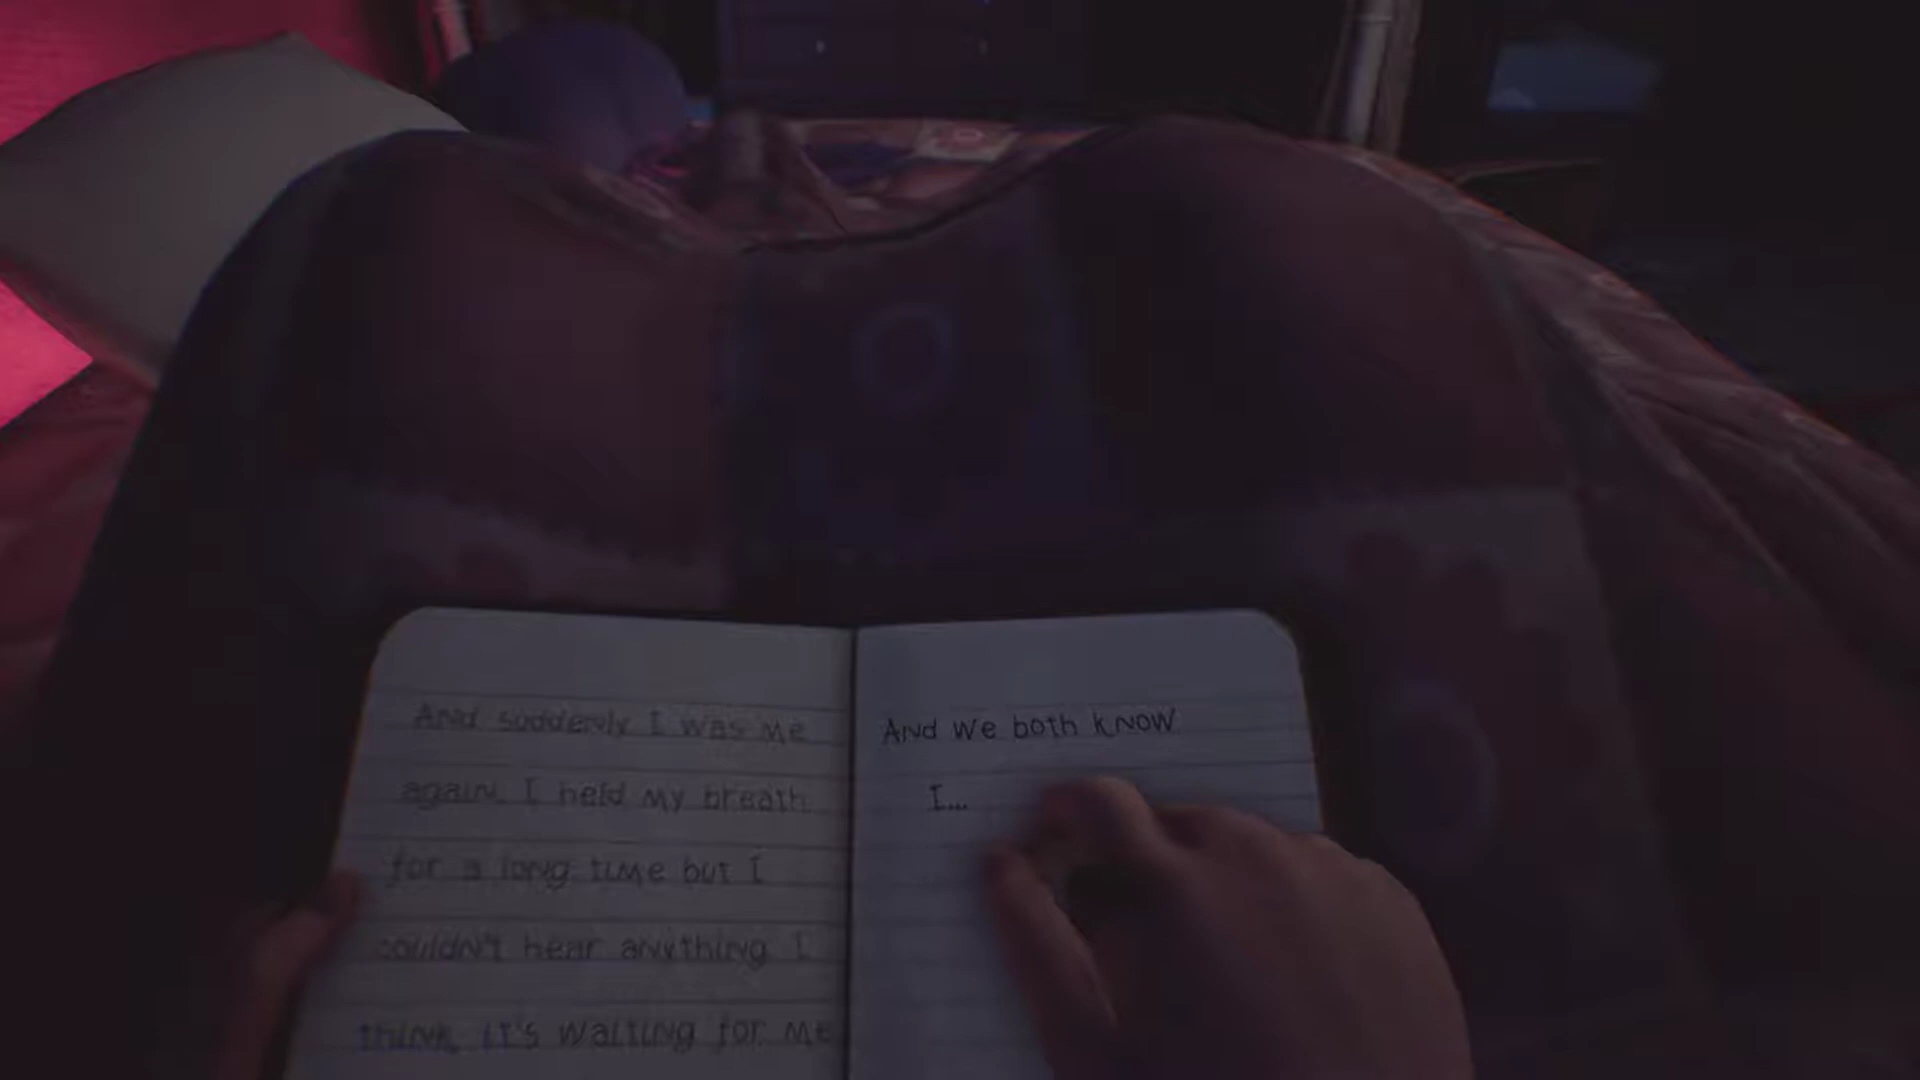 And suddenly I was me
again. I held my breath
for a long time but I
couldn't hear anything I
think it's waiting for me
And we both know
I...